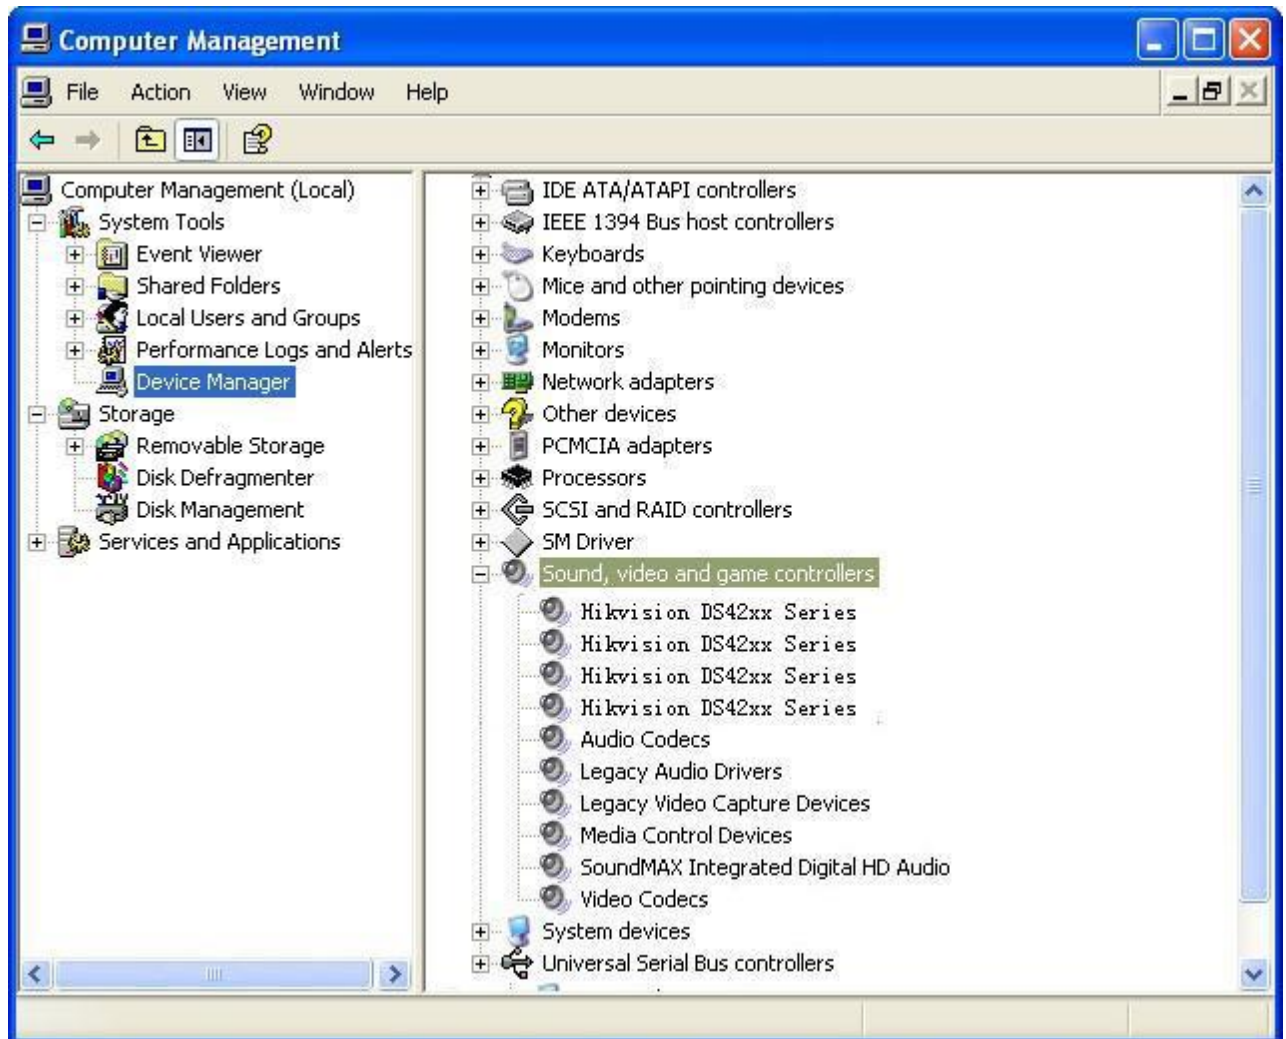 Computer Management
File Action View Window Help
Computer Management (Local)
System Tools
Event Viewer
Shared Folders
Local Users and Groups
Performance Logs and Alerts
Device Manager
Storage
Removable Storage
Disk Defragmenter
Disk Management
Services and Applications
IDE ATA/ATAPI controllers
IEEE 1394 Bus host controllers
Keyboards
Mice and other pointing devices
Modems
Monitors
Network adapters
Other devices
PCMCIA adapters
Processors
SCSI and RAID controllers
SM Driver
Sound, video and game controllers
Hikvision DS42xx Series
Hikvision DS42xx Series
Hikvision DS42xx Series
Hikvision DS42xx Series
Audio Codecs
Legacy Audio Drivers
Legacy Video Capture Devices
Media Control Devices
SoundMAX Integrated Digital HD Audio
Video Codecs
System devices
Universal Serial Bus controllers